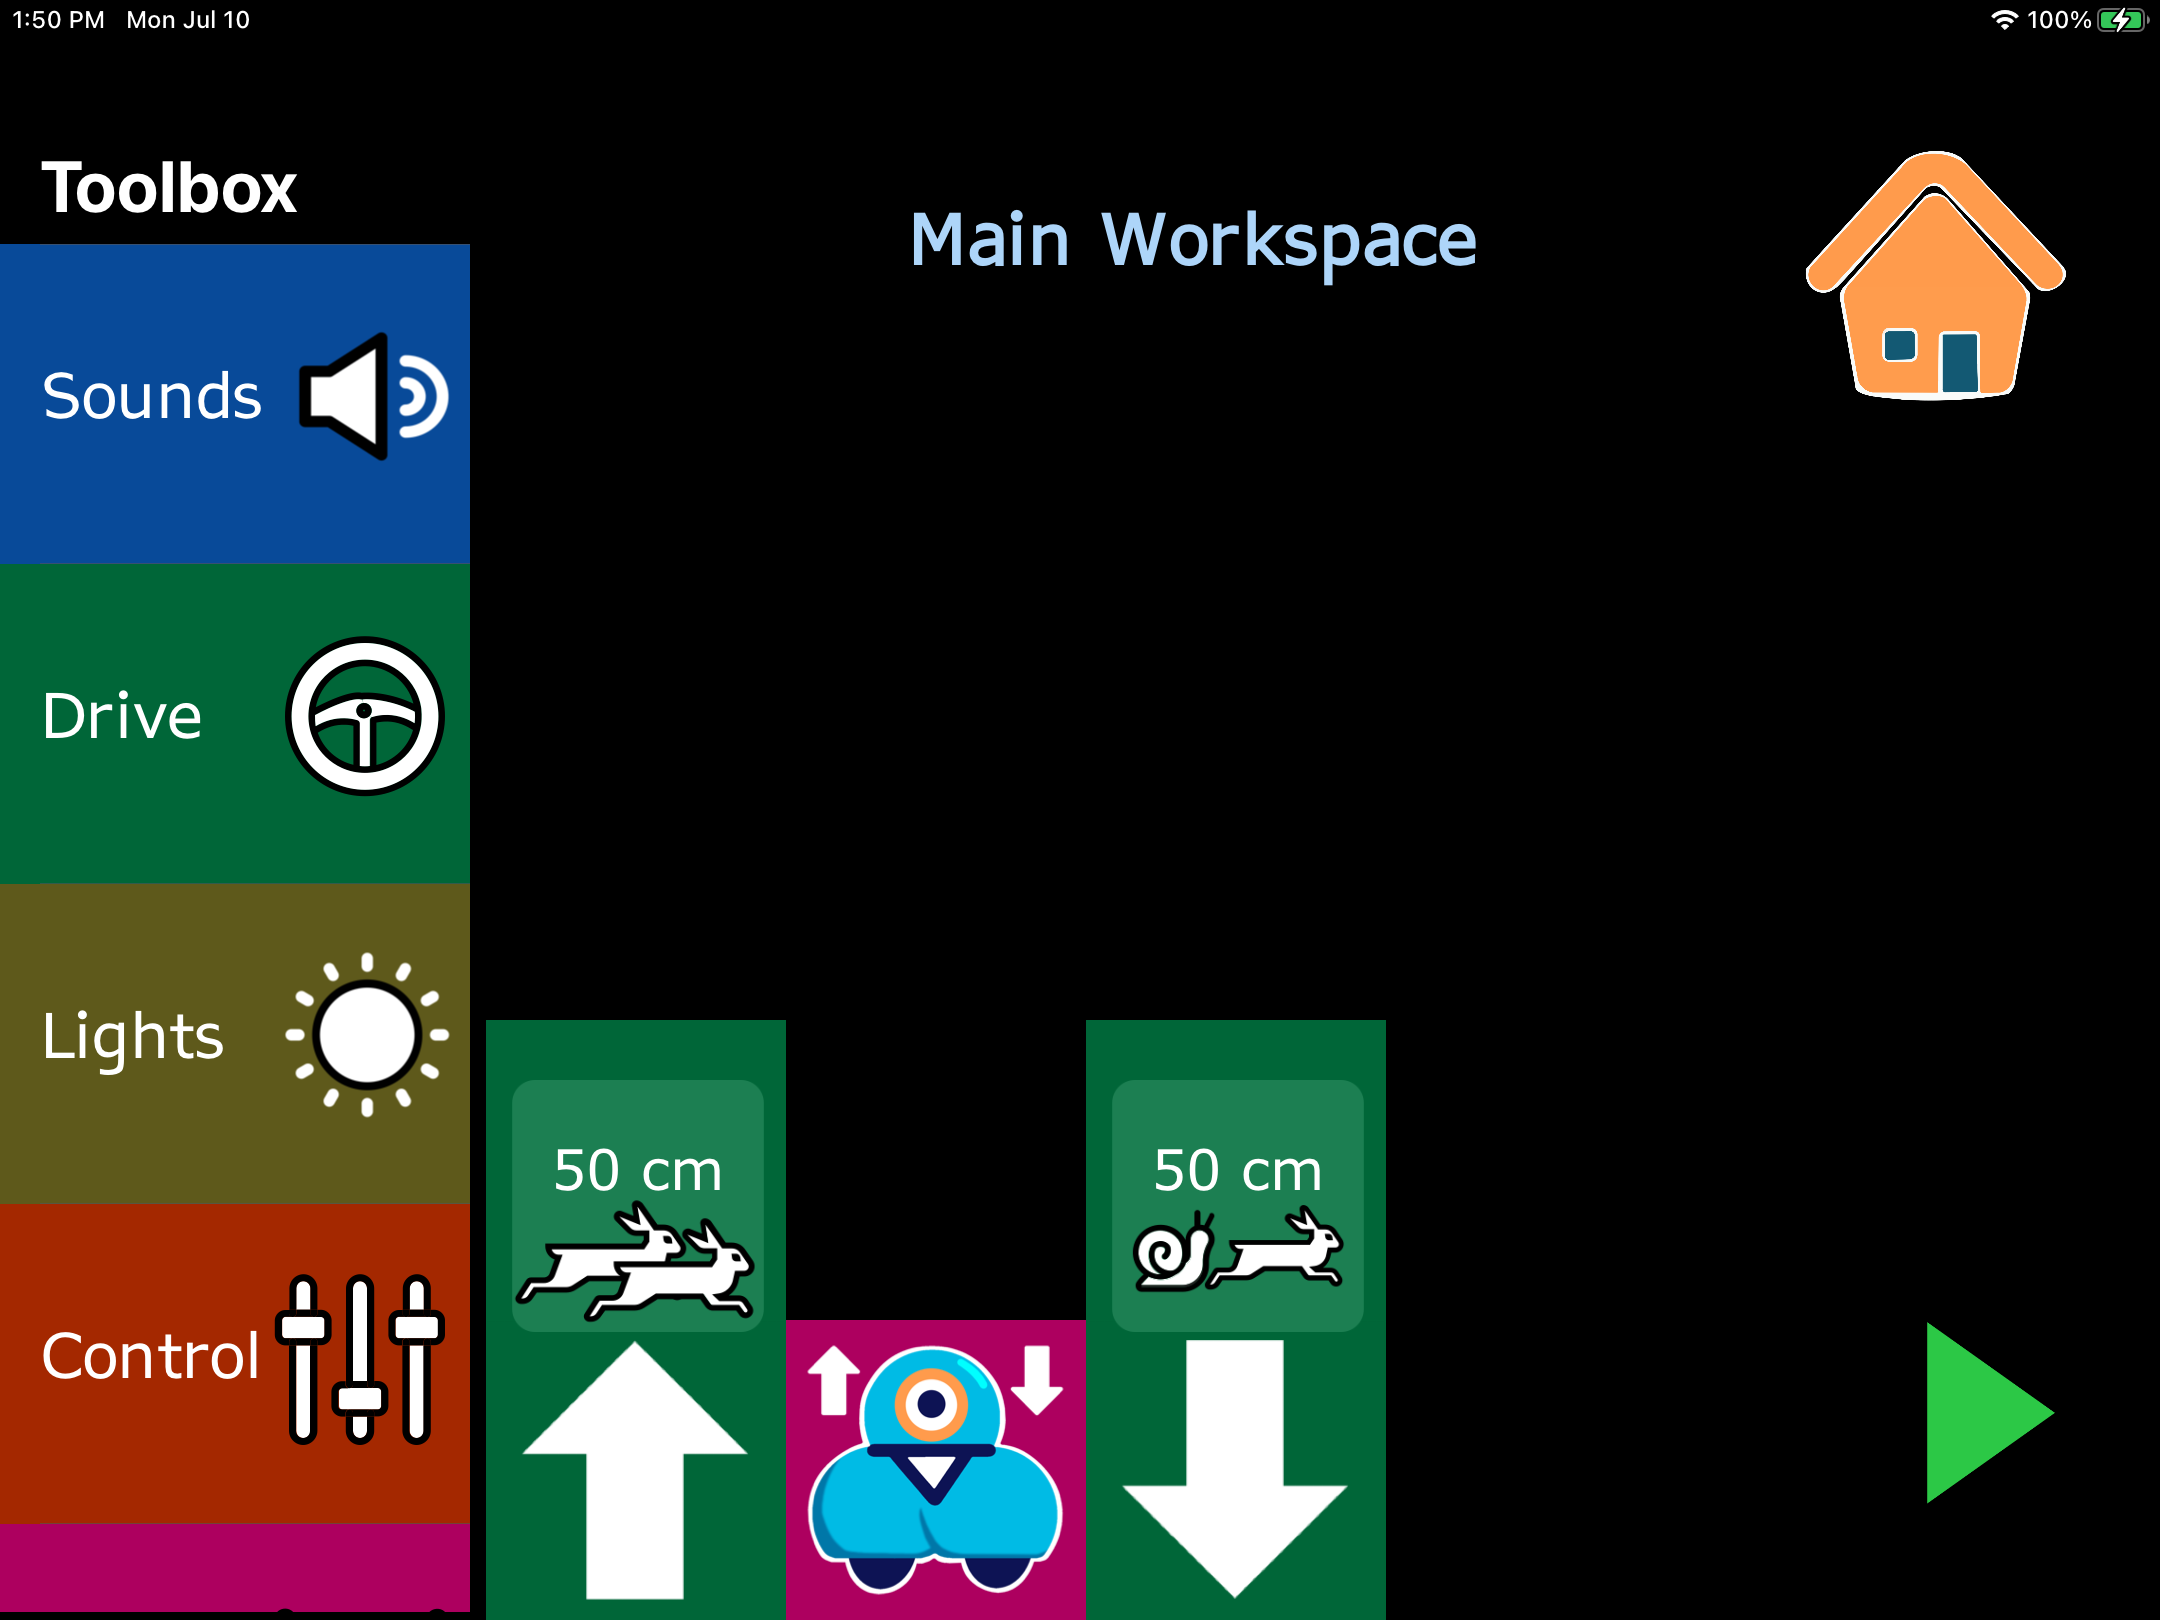 1:50 PM Mon Jul 10
100%
Toolbox
Main Workspace
Sounds
Drive
Lights
Control
50 cm
50 cm